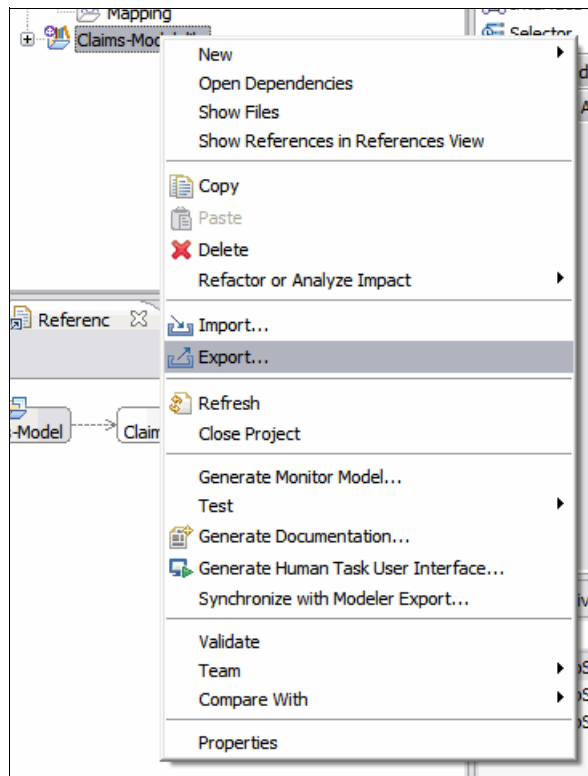 Mapping
Selector
Claims-Mod
New
Open Dependencies
Show Files
Show References in References View
Copy
Paste
Delete
Refactor or Analyze Impact
Referenc
Import...
Export...
Refresh
-Model
Claim
Close Project
Generate Monitor Model...
Test
Generate Documentation...
Generate Human Task User Interface...
Synchronize with Modeler Export...
Validate
Team
Compare With
Properties